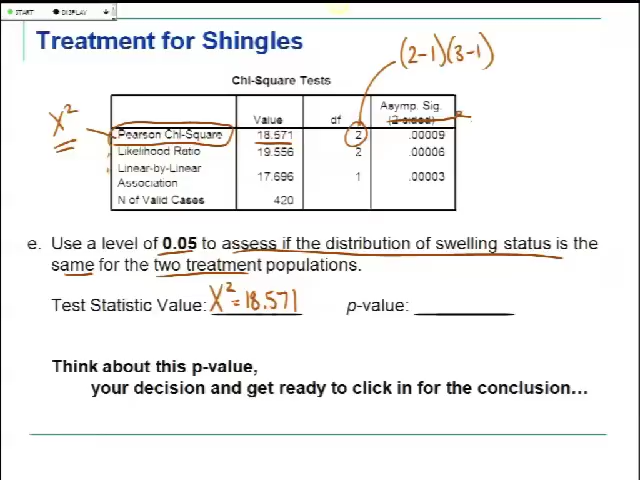 START DISPLAY
Treatment for Shingles
(2-1)(3-1)
Chi-Square Tests
X²
Value df Asymp. Sig. (2-sided)
Pearson Chi-Square 18.571 2 .00009
Likelihood Ratio 19.556 2 .00006
Linear-by-Linear Association 17.696 1 .00003
N of Valid Cases 420
e. Use a level of 0.05 to assess if the distribution of swelling status is the
same for the two treatment populations.
Test Statistic Value: X² = 18.571 p-value:
Think about this p-value,
your decision and get ready to click in for the conclusion...